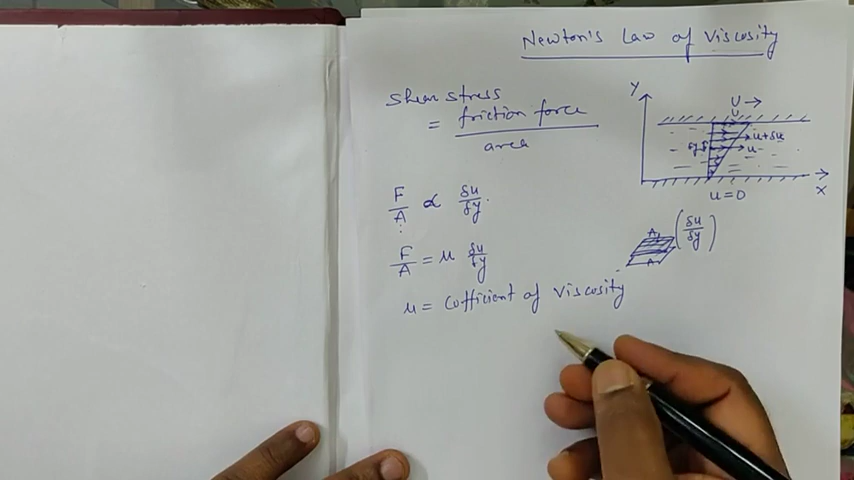 Newton's Law of Viscosity
Shear stress
= friction force
area
F/A ∝ δu/δy.
F/A = μ δu/δy
μ = Cofficient of Viscosity
Y
U →
U
u+δu
δy
u
X
u=0
A
(δu/δy)
A